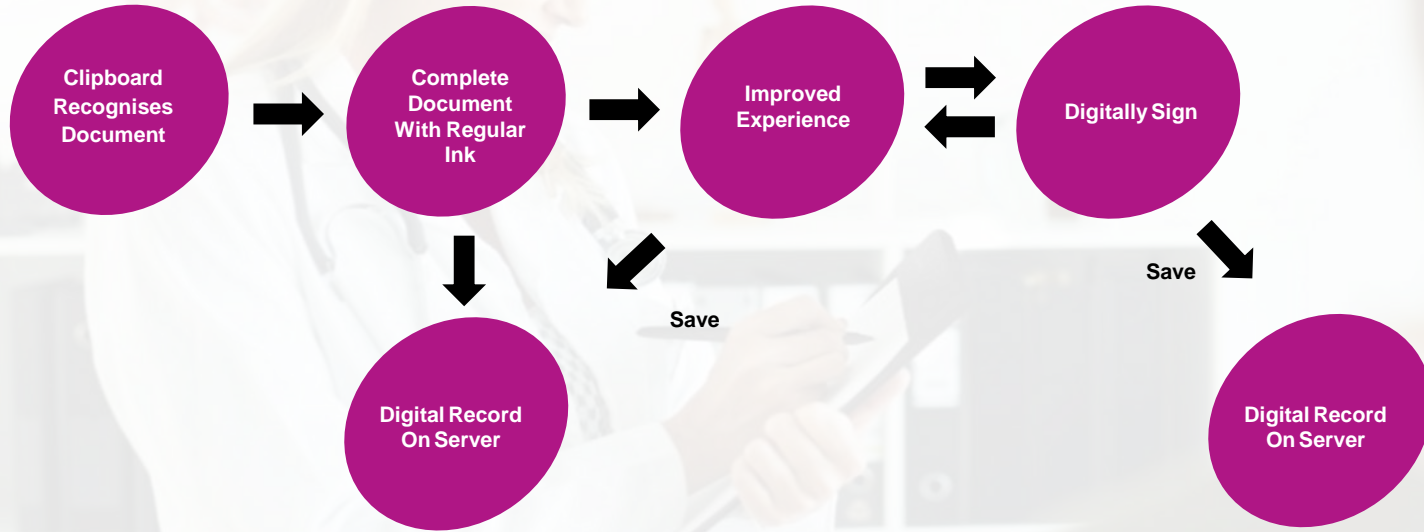 Clipboard
Recognises
Document
Complete
Document
With Regular
Ink
Improved
Experience
Digitally Sign
Save
Save
Digital Record
On Server
Digital Record
On Server